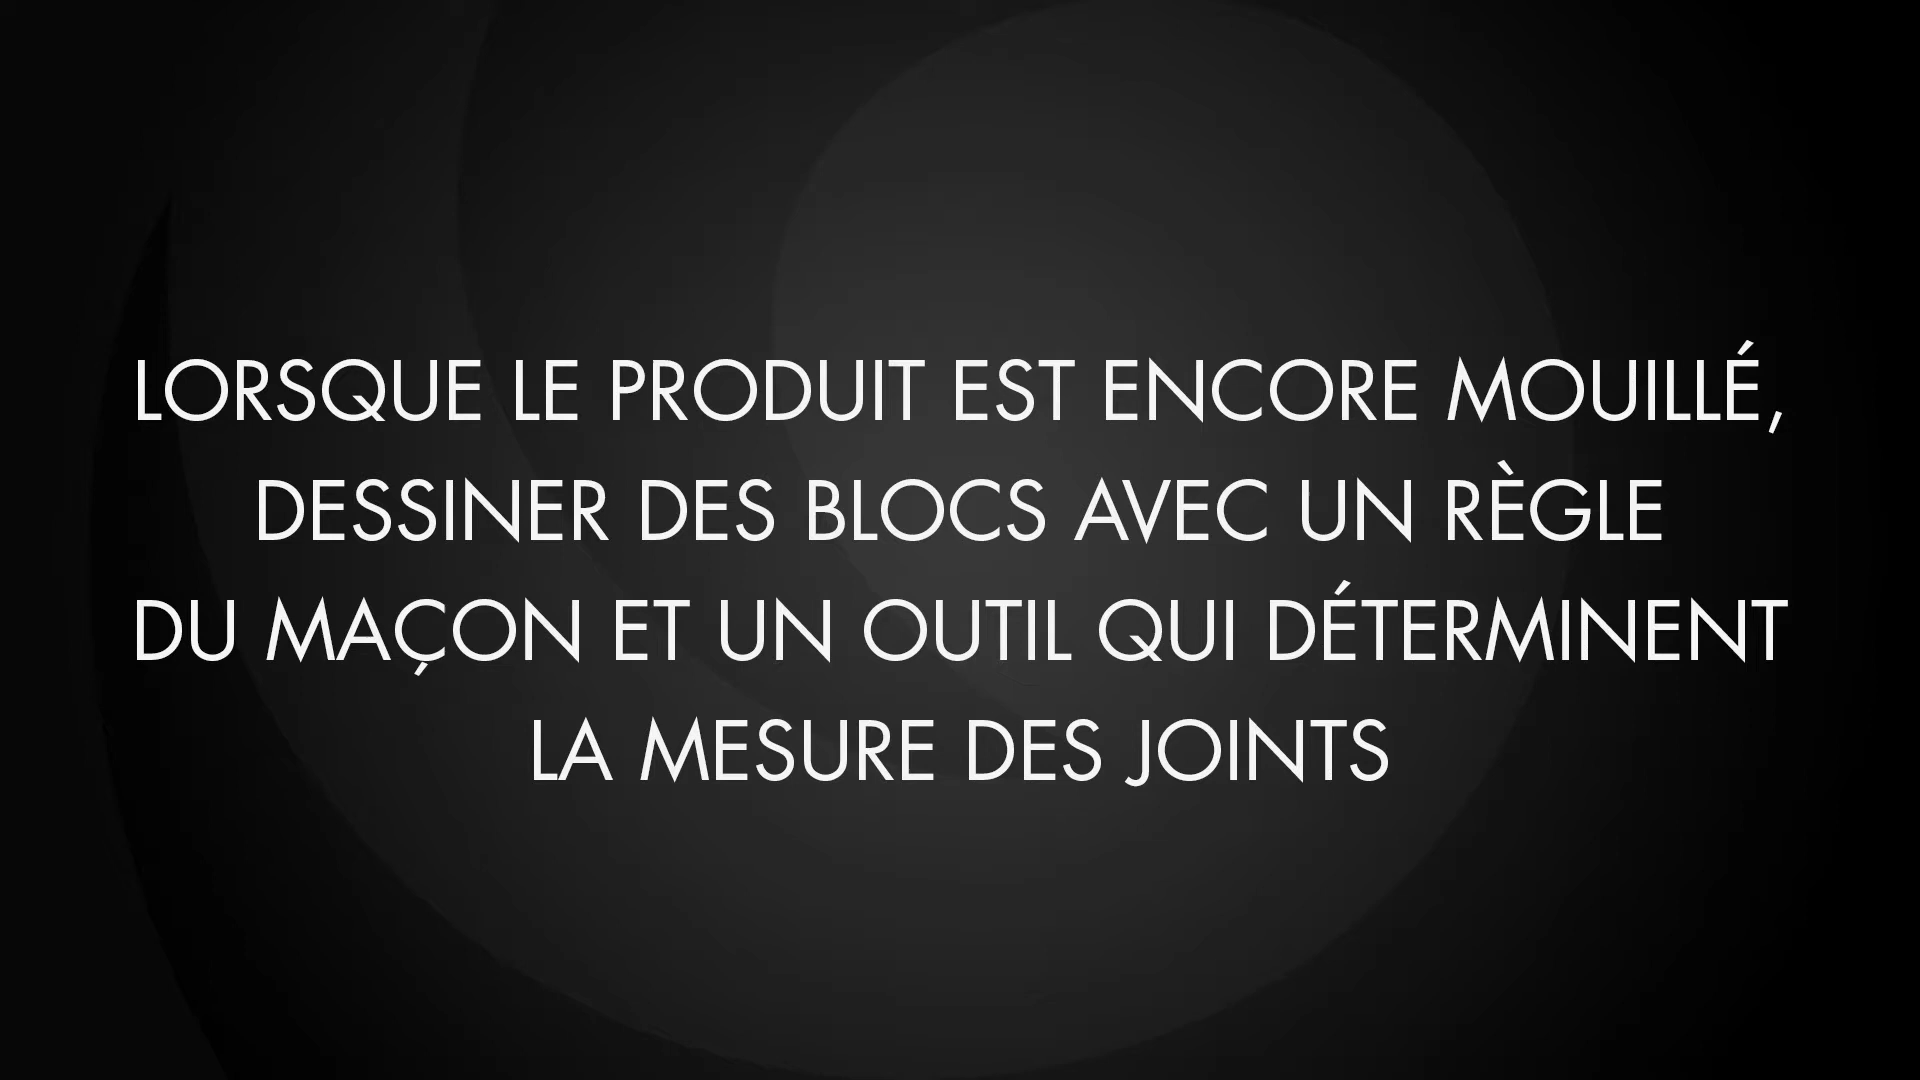 LORSQUE LE PRODUIT EST ENCORE MOUILLÉ,
DESSINER DES BLOCS AVEC UN RÈGLE
DU MAÇON ET UN OUTIL QUI DÉTERMINENT
LA MESURE DES JOINTS